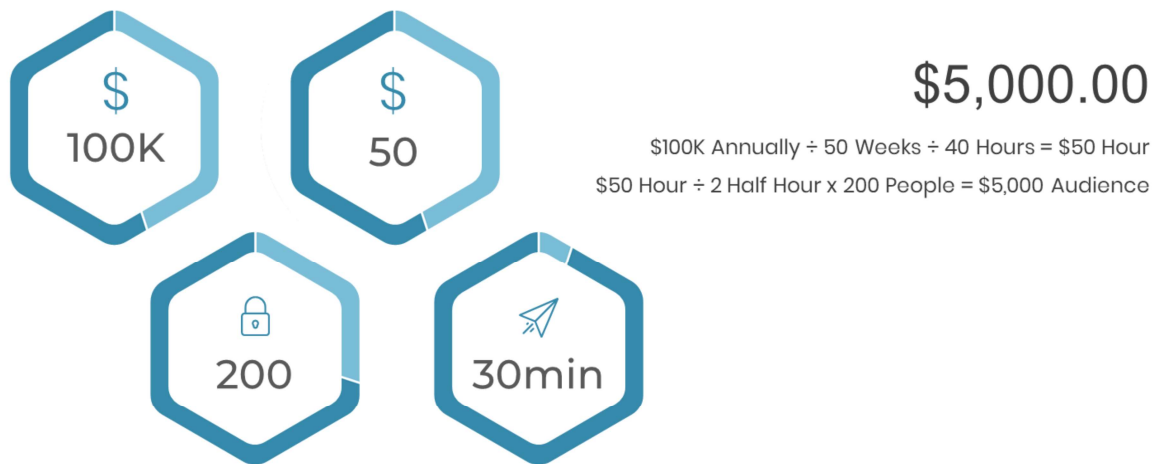 $
100K
$
50
$5,000.00
$100K Annually ÷ 50 Weeks ÷ 40 Hours = $50 Hour
$50 Hour ÷ 2 Half Hour x 200 People = $5,000 Audience
200
30min